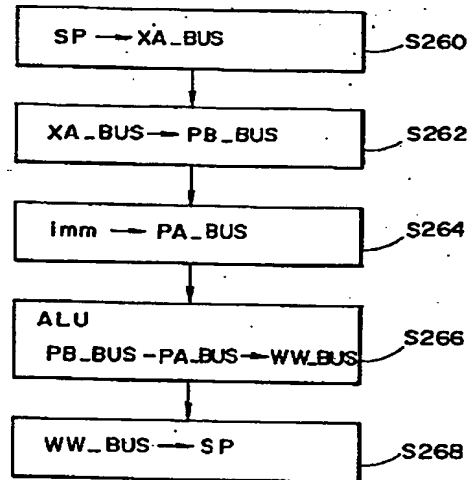 SP → XA_BUS
S260
XA_BUS → PB_BUS
S262
imm → PA_BUS
S264
ALU
PB_BUS - PA_BUS → WW_BUS
S266
WW_BUS → SP
S268